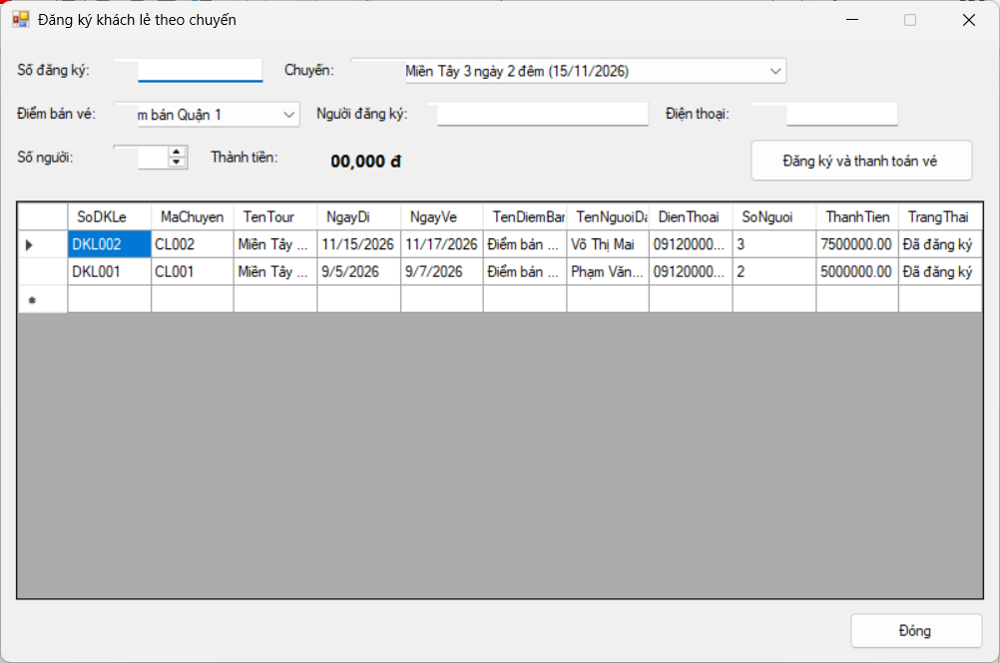 Đăng ký khách lẻ theo chuyến
Số đăng ký: Chuyến: Miền Tây 3 ngày 2 đêm (15/11/2026)
Điểm bán vé: m bán Quận 1 Người đăng ký: Điện thoại:
Số người: Thành tiền: 00,000 đ Đăng ký và thanh toán vé
SoDKLe MaChuyen TenTour NgayDi NgayVe TenDiemBan TenNguoiDa DienThoai SoNguoi ThanhTien TrangThai
DKL002 CL002 Miền Tây ... 11/15/2026 11/17/2026 Điểm bán ... Võ Thị Mai 09120000... 3 7500000.00 Đã đăng ký
DKL001 CL001 Miền Tây ... 9/5/2026 9/7/2026 Điểm bán ... Phạm Văn... 09120000... 2 5000000.00 Đã đăng ký
Đóng